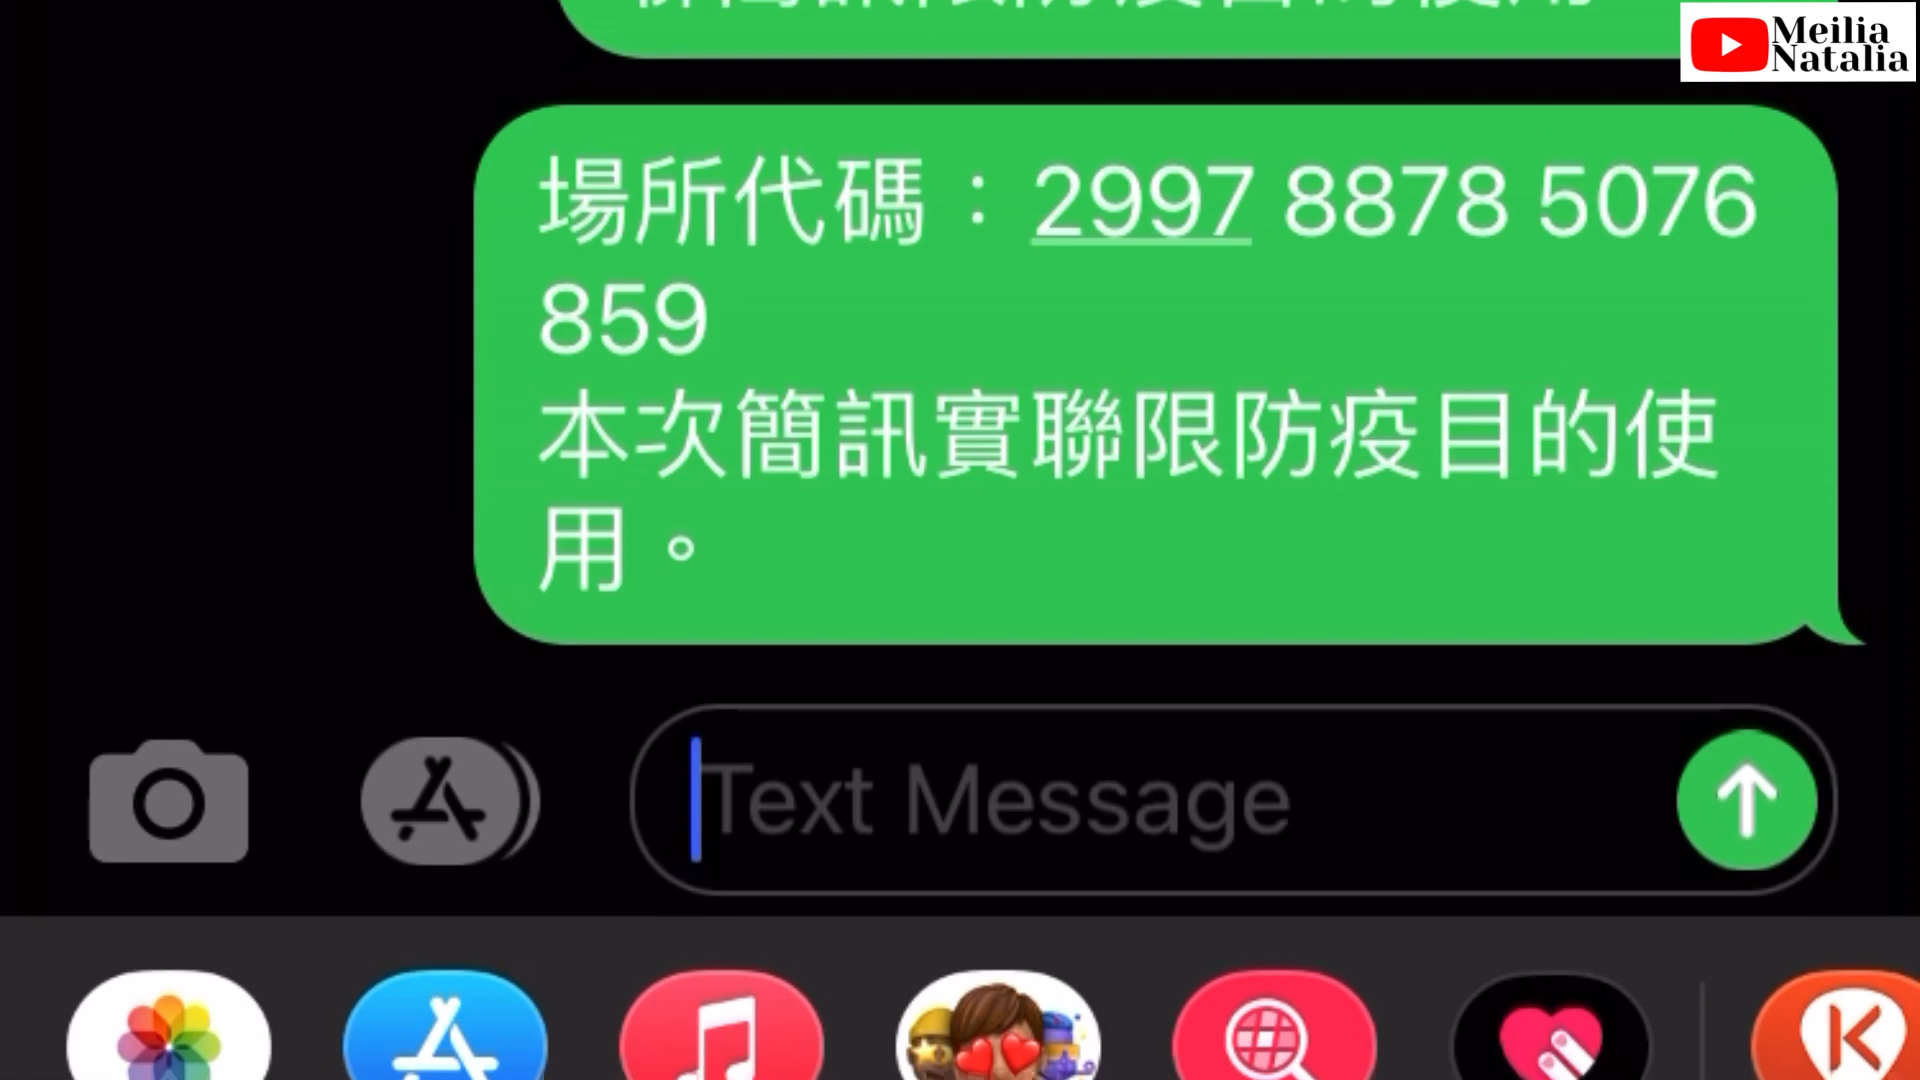 Meilia
Natalia
場所代碼：2997 8878 5076
859
本次簡訊實聯限防疫目的使
用。
Text Message